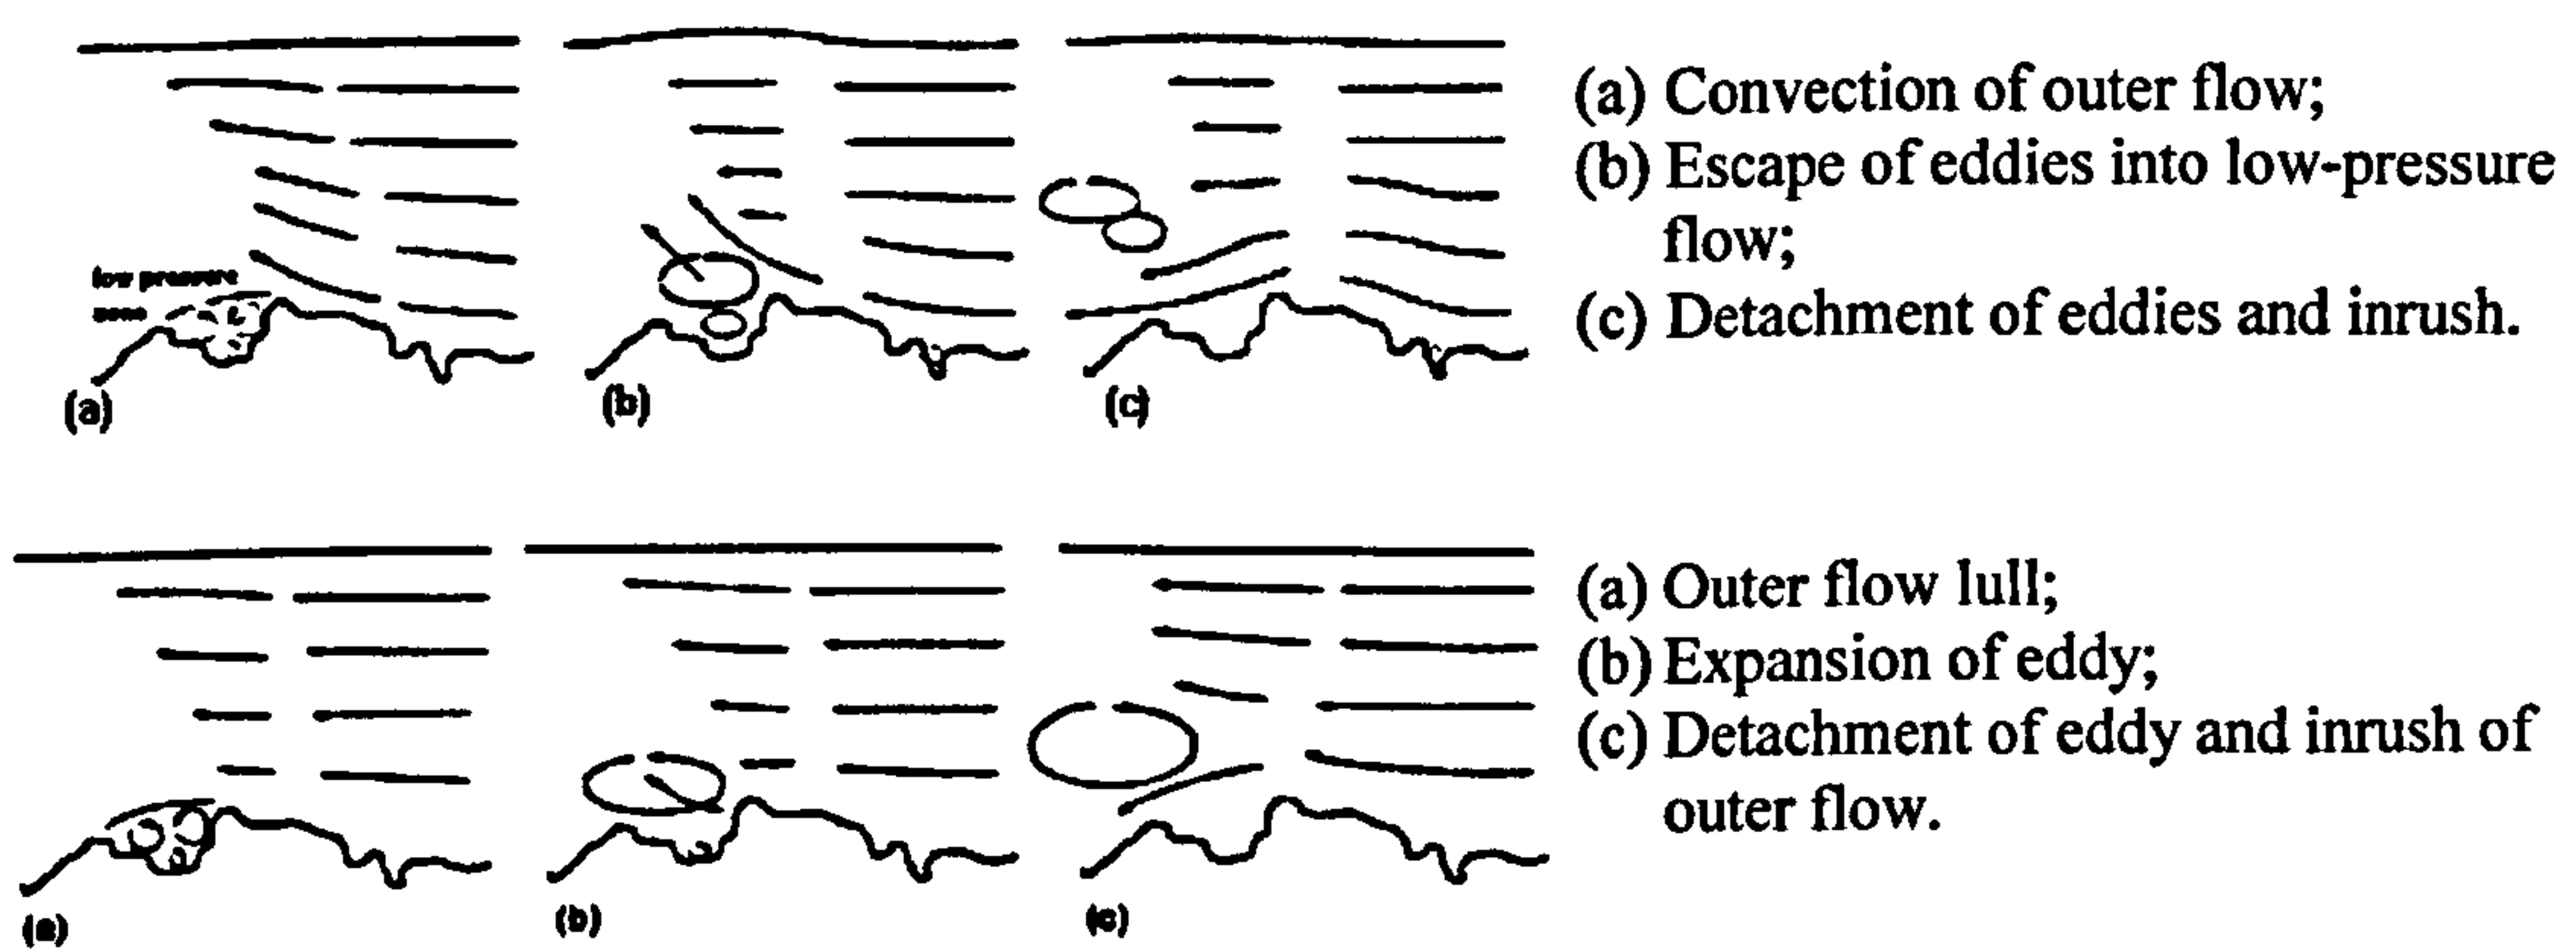 (a) Convection of outer flow;
(b) Escape of eddies into low-pressure
flow;
(c) Detachment of eddies and inrush.
low pressure
zone
(a)
(b)
(c)
(a) Outer flow lull;
(b) Expansion of eddy;
(c) Detachment of eddy and inrush of
outer flow.
(a)
(b)
(c)